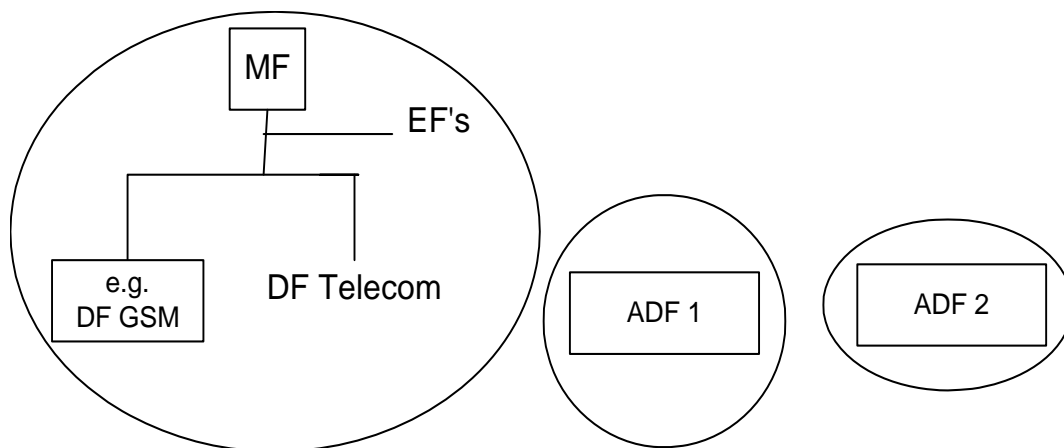 MF
EF's
e.g.
DF GSM
DF Telecom
ADF 1
ADF 2